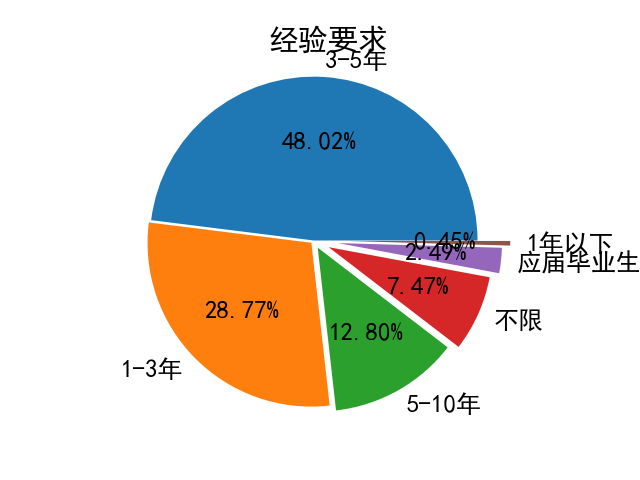 经验要求
3-5年
48.02%
0.45%
1年以下
2.49%
应届毕业生
7.47%
28.77%
不限
12.80%
1-3年
5-10年